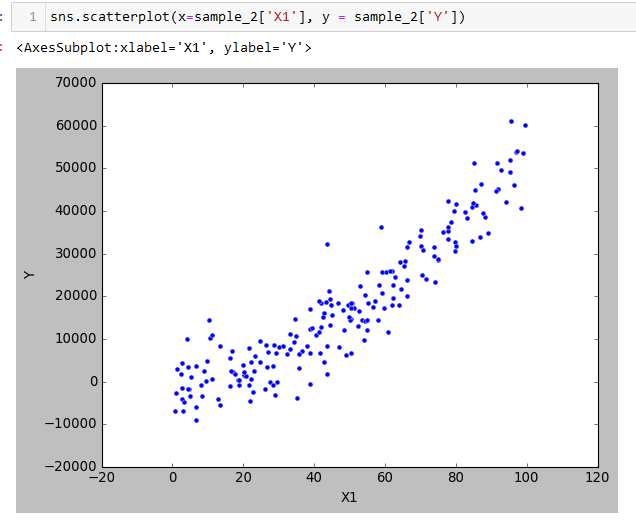 1 sns.scatterplot(x=sample_2['X1'], y = sample_2['Y'])
<AxesSubplot:xlabel='X1', ylabel='Y'>
70000
60000
50000
40000
30000
20000
10000
0
−10000
−20000
Y
−20 0 20 40 60 80 100 120
X1